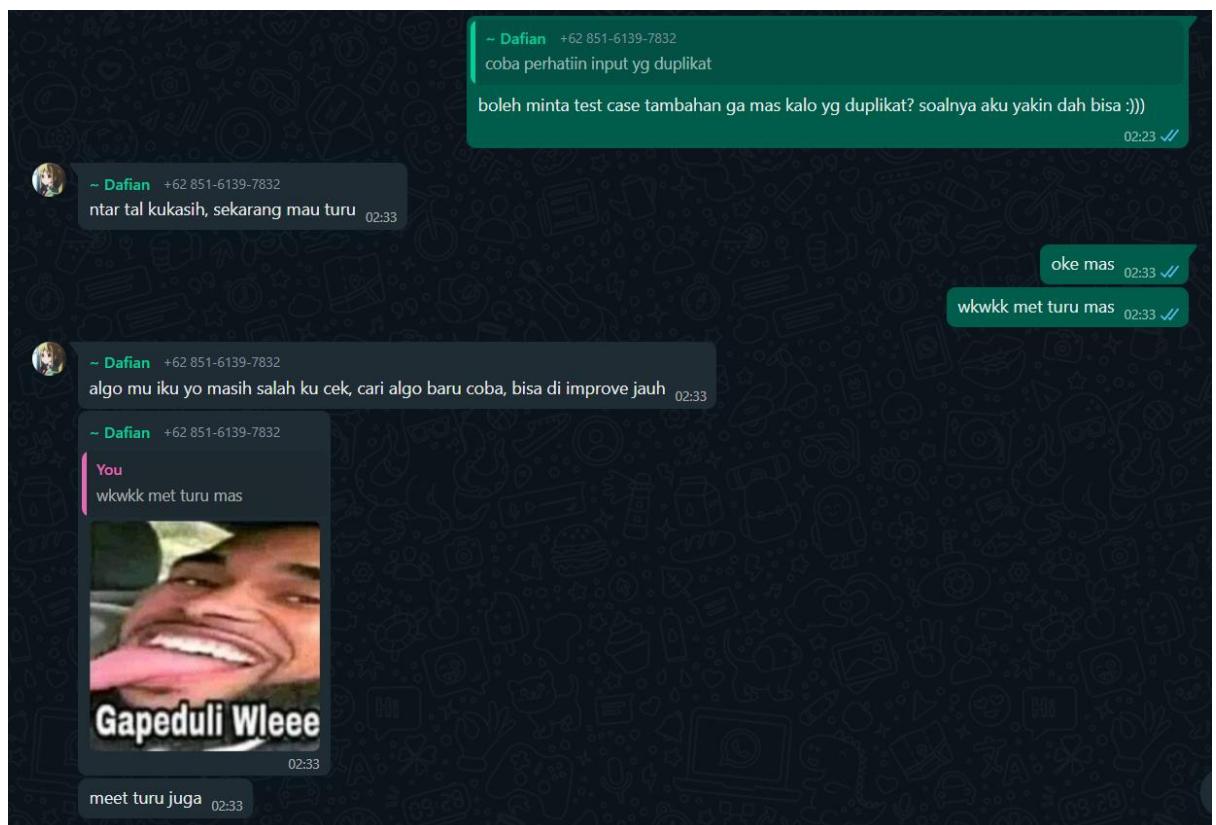 ~ Dafian +62 851-6139-7832
coba perhatiin input yg duplikat
boleh minta test case tambahan ga mas kalo yg duplikat? soalnya aku yakin dah bisa :)))
02:23
~ Dafian +62 851-6139-7832
ntar tal kukasih, sekarang mau turu 02:33
oke mas 02:33
wkwkk met turu mas 02:33
~ Dafian +62 851-6139-7832
algo mu iku yo masih salah ku cek, cari algo baru coba, bisa di improve jauh 02:33
~ Dafian +62 851-6139-7832
You
wkwkk met turu mas
Gapeduli Wleee
02:33
meet turu juga 02:33